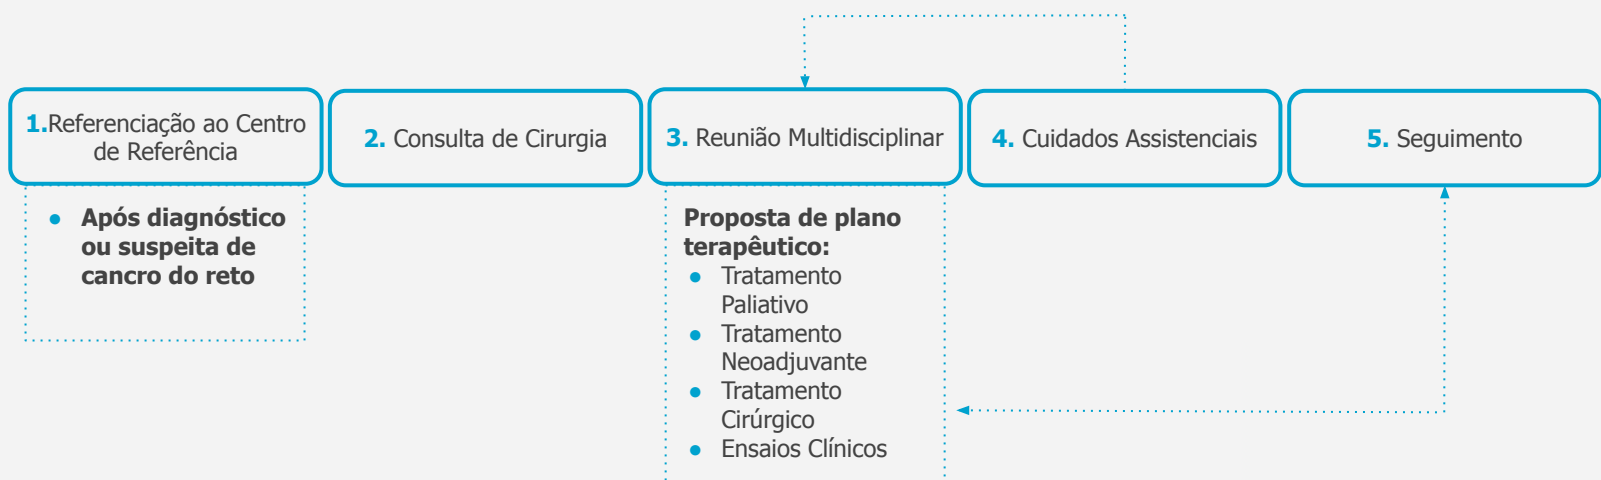 1.Referenciação ao Centro
de Referência
2. Consulta de Cirurgia
3. Reunião Multidisciplinar
4. Cuidados Assistenciais
5. Seguimento
● Após diagnóstico
ou suspeita de
cancro do reto
Proposta de plano
terapêutico:
● Tratamento
Paliativo
● Tratamento
Neoadjuvante
● Tratamento
Cirúrgico
● Ensaios Clínicos